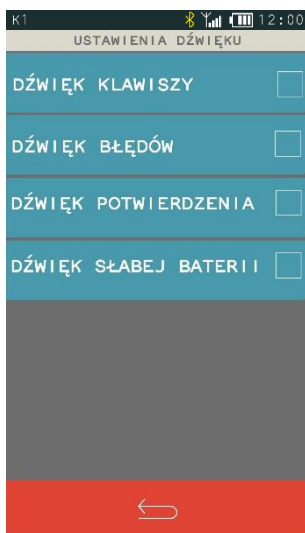 K1 12:00
USTAWIENIA DŹWIĘKU
DŹWIĘK KLAWISZY
DŹWIĘK BŁĘDÓW
DŹWIĘK POTWIERDZENIA
DŹWIĘK SŁABEJ BATERII